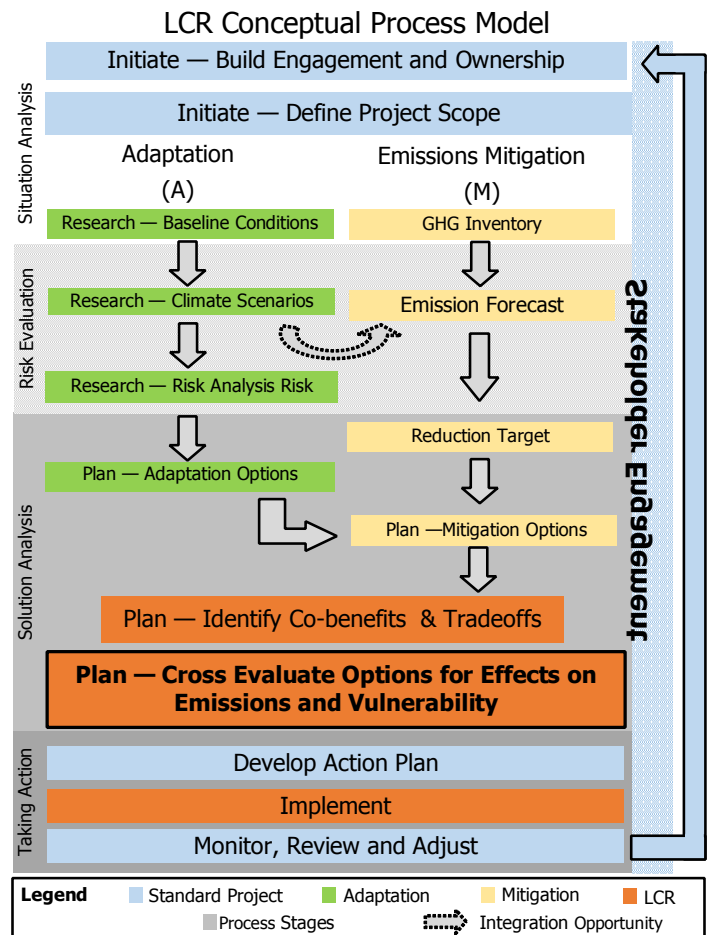 LCR Conceptual Process Model
Initiate — Build Engagement and Ownership
Initiate — Define Project Scope
Situation Analysis
Adaptation
(A)
Emissions Mitigation
(M)
Research — Baseline Conditions
GHG Inventory
Risk Evaluation
Research — Climate Scenarios
Emission Forecast
Research — Risk Analysis Risk
Stakeholder Engagement
Solution Analysis
Reduction Target
Plan — Adaptation Options
Plan —Mitigation Options
Plan — Identify Co-benefits & Tradeoffs
Plan — Cross Evaluate Options for Effects on
Emissions and Vulnerability
Taking Action
Develop Action Plan
Implement
Monitor, Review and Adjust
Legend
Standard Project
Adaptation
Mitigation
LCR
Process Stages
Integration Opportunity